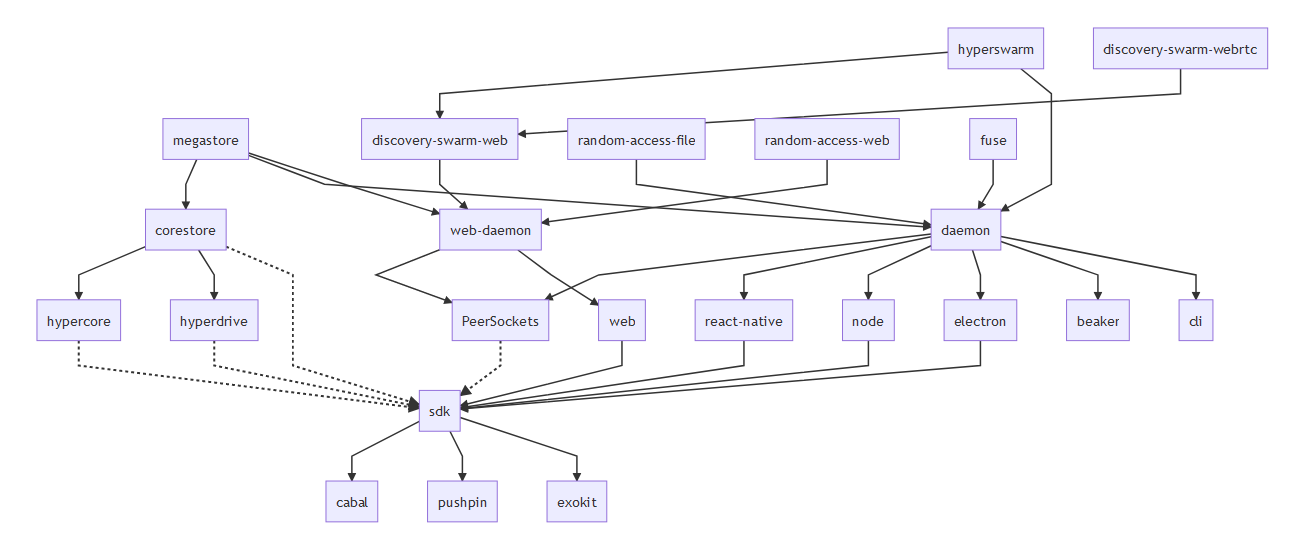 hyperswarm
discovery-swarm-webrtc
megastore
discovery-swarm-web
random-access-file
random-access-web
fuse
corestore
web-daemon
daemon
hypercore
hyperdrive
PeerSockets
web
react-native
node
electron
beaker
cli
sdk
cabal
pushpin
exokit